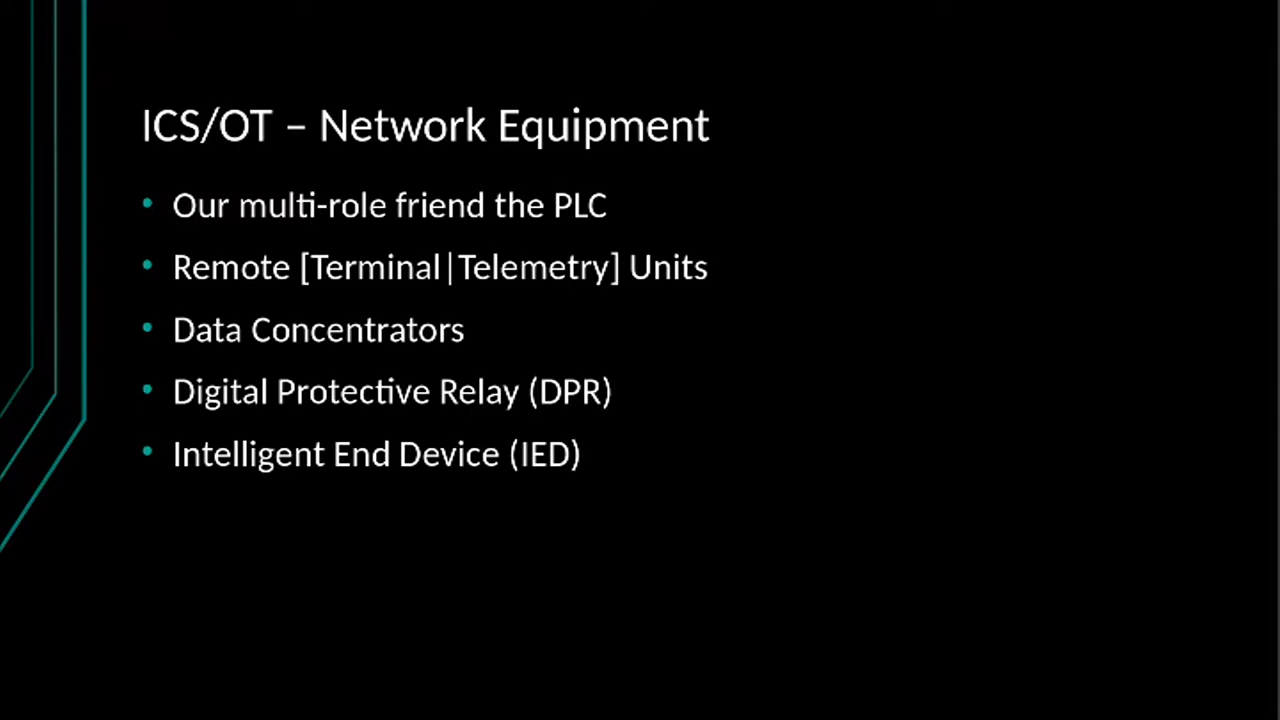 ICS/OT – Network Equipment
• Our multi-role friend the PLC
• Remote [Terminal|Telemetry] Units
• Data Concentrators
• Digital Protective Relay (DPR)
• Intelligent End Device (IED)